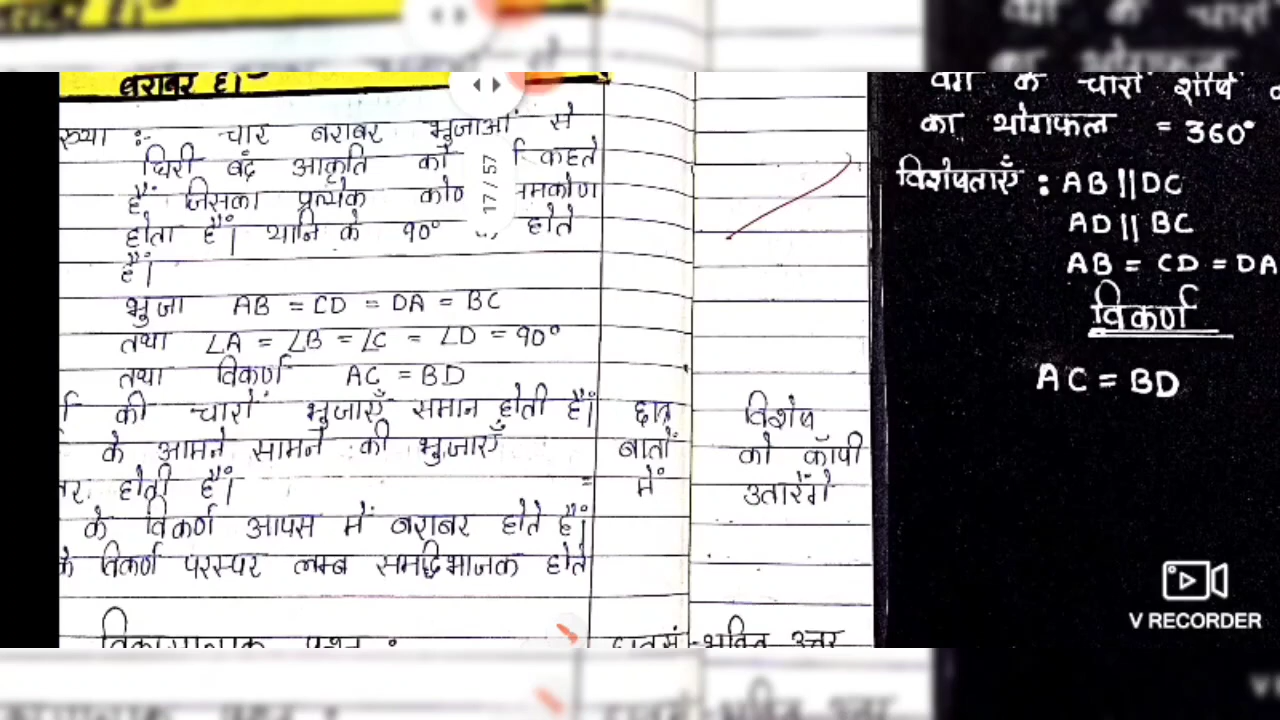 बराबर है।
ख्या :- चार बराबर भुजाओं से
घिरी बंद आकृति को कहते
हैं जिसका प्रत्येक कोण मकोण
होता हैं। यानि के 90° होते
हैं।
भुजा AB = CD = DA = BC
तथा ∠A = ∠B = ∠C = ∠D = 90°
तथा विकर्ण AC = BD
की चारों भुजाएँ समान होती हैं।
के आमने सामने की भुजाएँ
होती हैं।
के विकर्ण आपस में बराबर होते हैं।
के विकर्ण परस्पर लम्ब समद्विभाजक होते
17/57
छात्र विशेष
बातों को कॉपी
में उतारेंगे
वर्ग के चारों शीर्ष
का योगफल = 360°
विशेषताएँ : AB || DC
AD || BC
AB = CD = DA
विकर्ण
AC = BD
V RECORDER